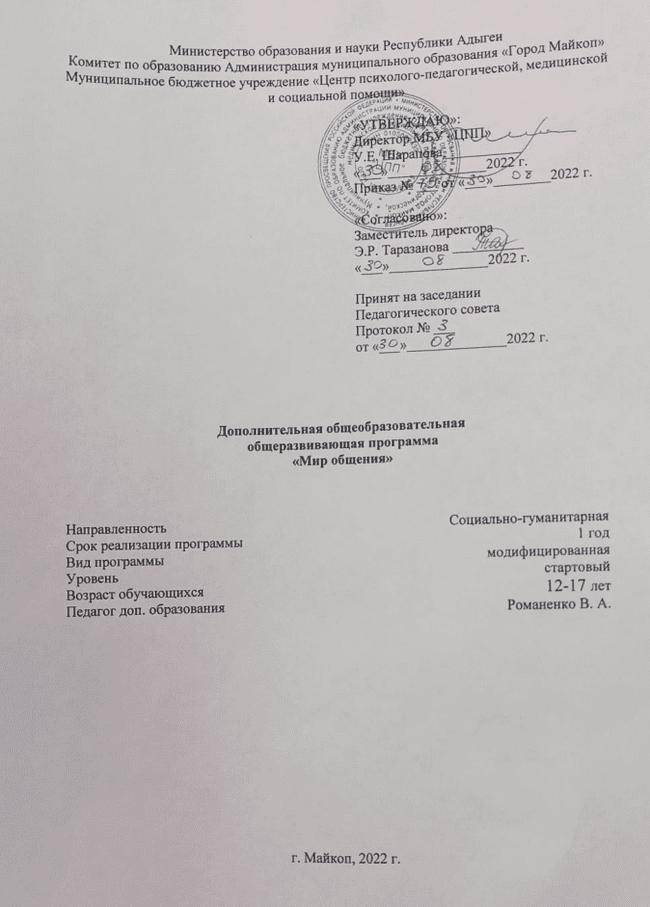 Министерство образования и науки Республики Адыгеи
Комитет по образованию Администрация муниципального образования «Город Майкоп»
Муниципальное бюджетное учреждение «Центр психолого-педагогической, медицинской
и социальной помощи»
«УТВЕРЖДАЮ»:
Директор МБУ «ЦПП»
У.Е. Шарапова
«30» 08 2022 г.
Приказ № от «30» 08 2022 г.
«Согласовано»:
Заместитель директора
Э.Р. Таразанова
«30» 08 2022 г.
Принят на заседании
Педагогического совета
Протокол № 3
от «30» 08 2022 г.
Дополнительная общеобразовательная
общеразвивающая программа
«Мир общения»
Направленность Социально-гуманитарная
Срок реализации программы 1 год
Вид программы модифицированная
Уровень стартовый
Возраст обучающихся 12-17 лет
Педагог доп. образования Романенко В. А.
г. Майкоп, 2022 г.